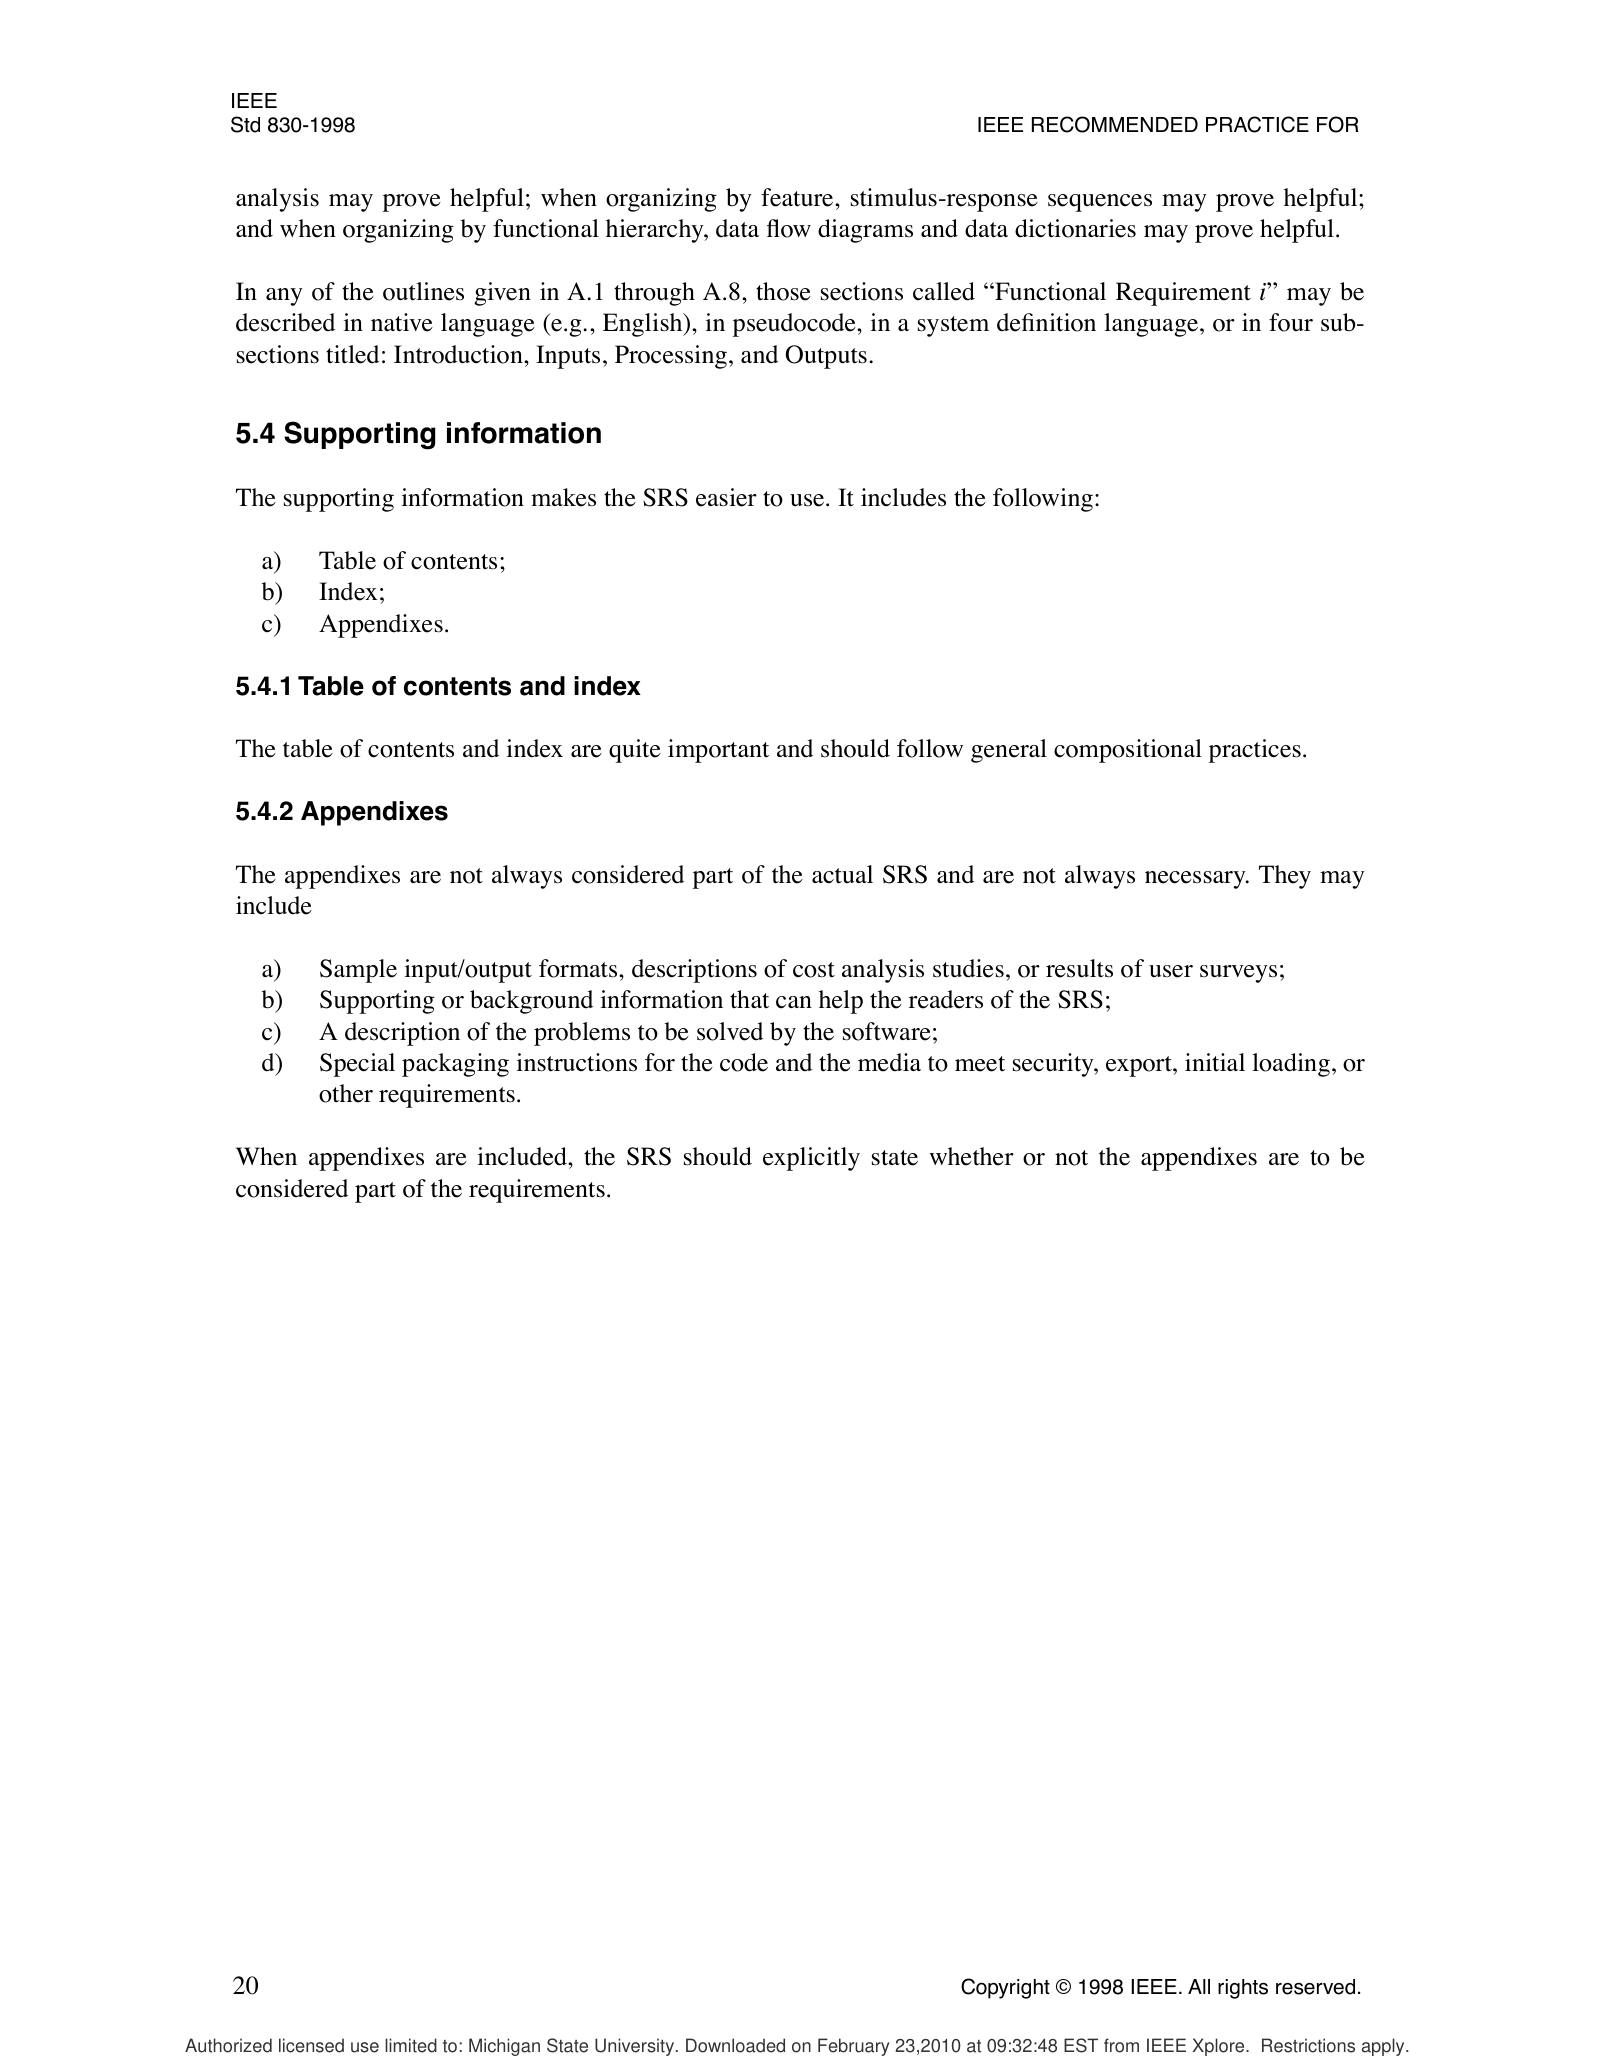 IEEE
Std 830-1998
IEEE RECOMMENDED PRACTICE FOR
analysis may prove helpful; when organizing by feature, stimulus-response sequences may prove helpful;
and when organizing by functional hierarchy, data flow diagrams and data dictionaries may prove helpful.
In any of the outlines given in A.1 through A.8, those sections called “Functional Requirement i” may be
described in native language (e.g., English), in pseudocode, in a system definition language, or in four sub-
sections titled: Introduction, Inputs, Processing, and Outputs.
5.4 Supporting information
The supporting information makes the SRS easier to use. It includes the following:
a) Table of contents;
b) Index;
c) Appendixes.
5.4.1 Table of contents and index
The table of contents and index are quite important and should follow general compositional practices.
5.4.2 Appendixes
The appendixes are not always considered part of the actual SRS and are not always necessary. They may
include
a) Sample input/output formats, descriptions of cost analysis studies, or results of user surveys;
b) Supporting or background information that can help the readers of the SRS;
c) A description of the problems to be solved by the software;
d) Special packaging instructions for the code and the media to meet security, export, initial loading, or
other requirements.
When appendixes are included, the SRS should explicitly state whether or not the appendixes are to be
considered part of the requirements.
20
Copyright © 1998 IEEE. All rights reserved.
Authorized licensed use limited to: Michigan State University. Downloaded on February 23,2010 at 09:32:48 EST from IEEE Xplore. Restrictions apply.